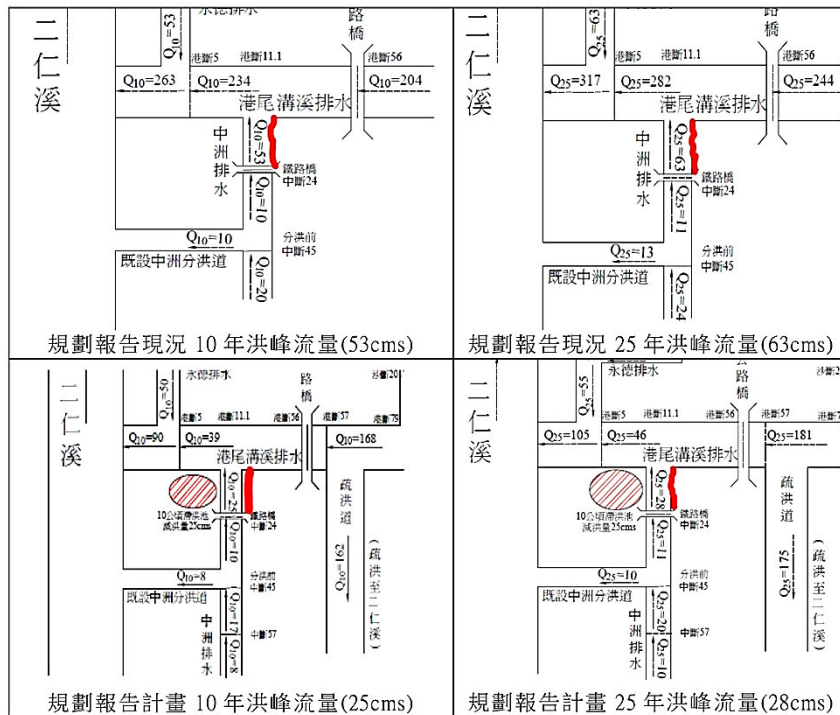 二仁溪
Q10=53
永德排水
路橋
港斷5 港斷11.1 港斷56
Q10=263 Q10=234 Q10=204
港尾溝溪排水
中洲排水
Q10=53
鐵路橋
中斷24
Q10=10
Q10=10
分洪前
中斷45
既設中洲分洪道
Q10=20
規劃報告現況 10 年洪峰流量(53cms)
二仁溪
Q25=63
永德排水
路橋
港斷5 港斷11.1 港斷56
Q25=317 Q25=282 Q25=244
港尾溝溪排水
中洲排水
Q25=63
鐵路橋
中斷24
Q25=11
Q25=13
分洪前
中斷45
既設中洲分洪道
Q25=24
規劃報告現況 25 年洪峰流量(63cms)
二仁溪
Q10=50
永德排水
路橋
沙斷20
港斷5 港斷11.1 港斷56 港斷57 港斷79
Q10=90 Q10=39 Q10=168
港尾溝溪排水
Q10=25
10公頃滯洪池
減洪量25cms
鐵路橋
中斷24
Q10=10
疏洪道
Q10=162
(疏洪至二仁溪)
Q10=8
分洪前
中斷45
既設中洲分洪道
Q10=17
中洲排水
中斷57
Q10=8
規劃報告計畫 10 年洪峰流量(25cms)
二仁溪
Q25=55
永德排水
路橋
港斷5 港斷11.1 港斷56 港斷57
Q25=105 Q25=46 Q25=181
港尾溝溪排水
Q25=28
10公頃滯洪池
減洪量25cms
鐵路橋
中斷24
Q25=11
疏洪道
Q25=175
(疏洪至二仁溪)
Q25=10
分洪前
中斷45
既設中洲分洪道
Q25=20
中洲排水
中斷57
Q25=10
規劃報告計畫 25 年洪峰流量(28cms)